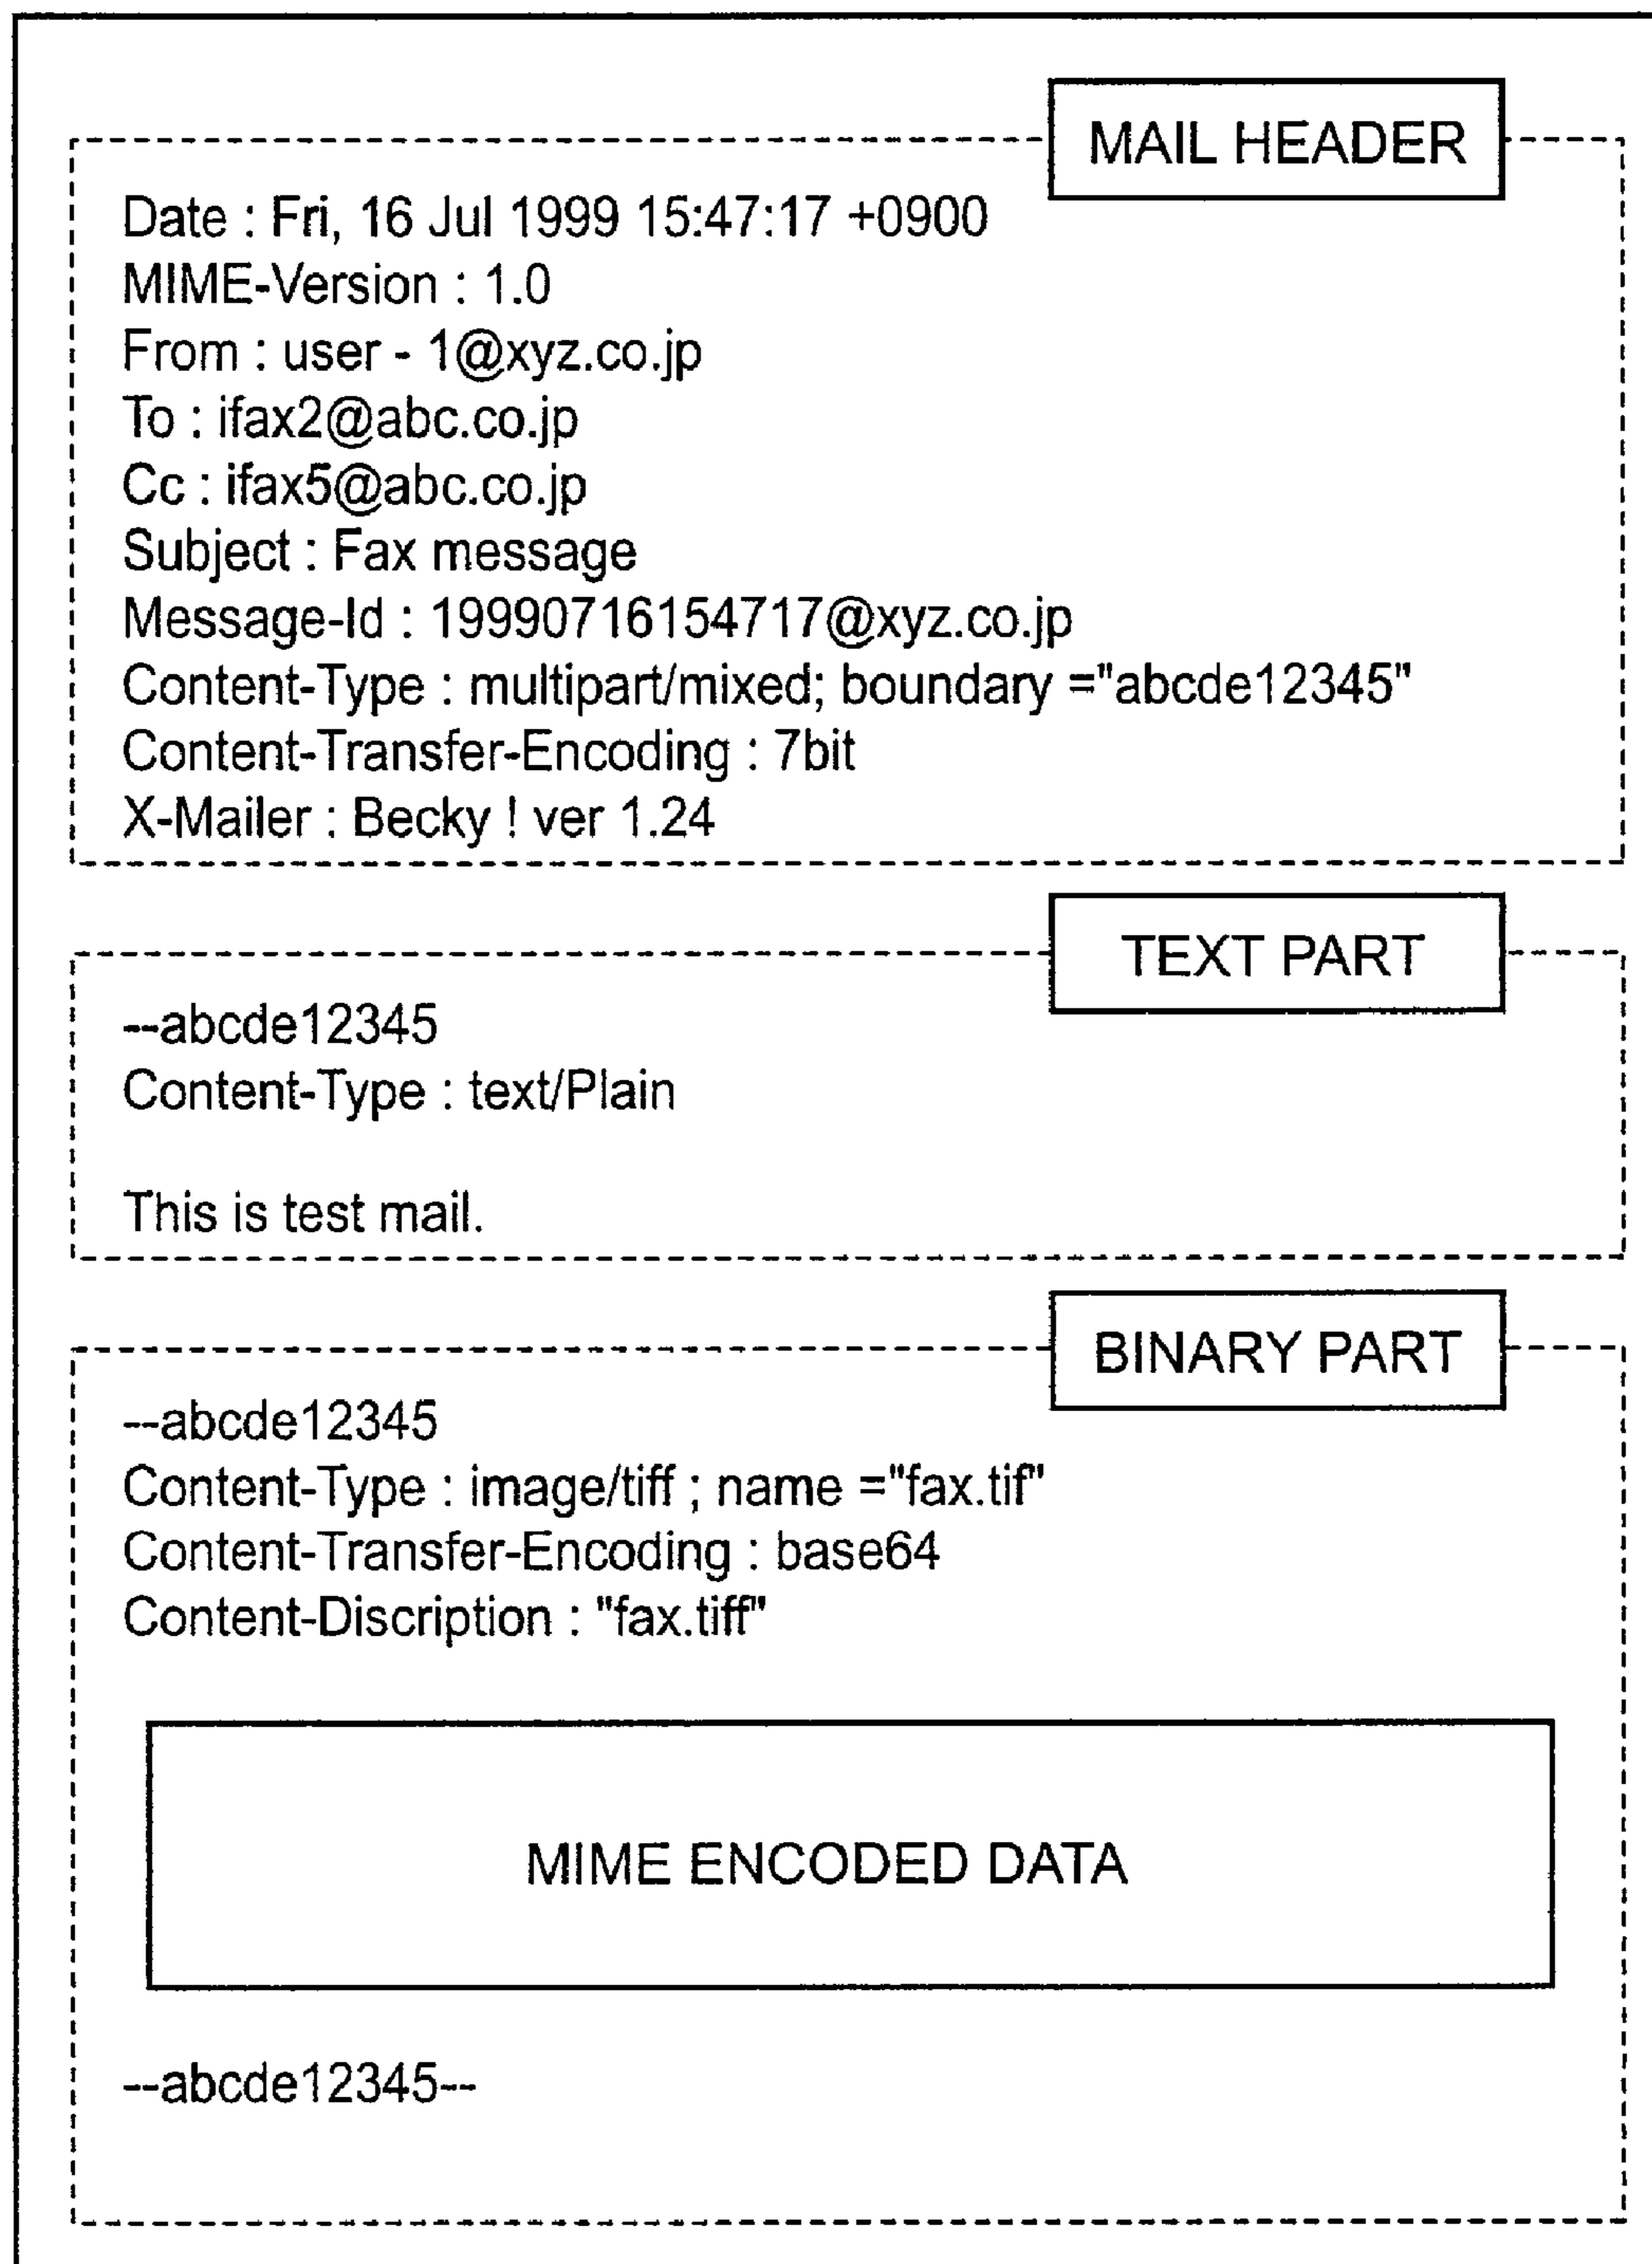 MAIL HEADER
Date : Fri, 16 Jul 1999 15:47:17 +0900
MIME-Version : 1.0
From : user - 1@xyz.co.jp
To : ifax2@abc.co.jp
Cc : ifax5@abc.co.jp
Subject : Fax message
Message-Id : 19990716154717@xyz.co.jp
Content-Type : multipart/mixed; boundary ="abcde12345"
Content-Transfer-Encoding : 7bit
X-Mailer : Becky ! ver 1.24
TEXT PART
--abcde12345
Content-Type : text/Plain
This is test mail.
BINARY PART
--abcde12345
Content-Type : image/tiff ; name ="fax.tif"
Content-Transfer-Encoding : base64
Content-Discription : "fax.tiff"
MIME ENCODED DATA
--abcde12345--